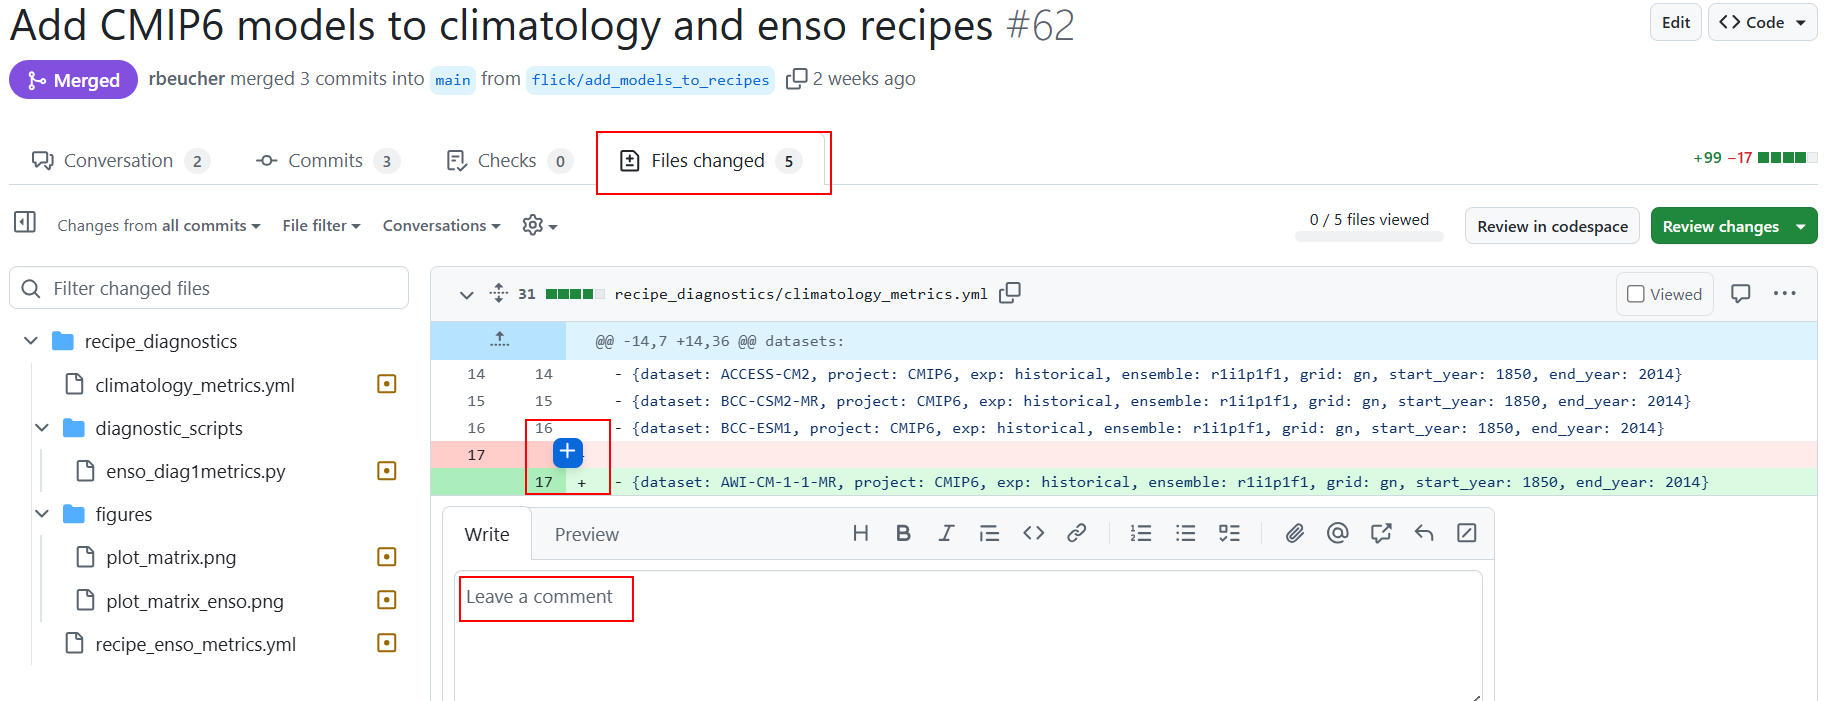 Add CMIP6 models to climatology and enso recipes #62
Edit
Code
Merged
rbeucher merged 3 commits into main from flick/add_models_to_recipes 2 weeks ago
Conversation 2
Commits 3
Checks 0
Files changed 5
+99 −17
Changes from all commits
File filter
Conversations
0 / 5 files viewed
Review in codespace
Review changes
Filter changed files
recipe_diagnostics
climatology_metrics.yml
diagnostic_scripts
enso_diag1metrics.py
figures
plot_matrix.png
plot_matrix_enso.png
recipe_enso_metrics.yml
31 recipe_diagnostics/climatology_metrics.yml
Viewed
@@ -14,7 +14,36 @@ datasets:
14 14 - {dataset: ACCESS-CM2, project: CMIP6, exp: historical, ensemble: r1i1p1f1, grid: gn, start_year: 1850, end_year: 2014}
15 15 - {dataset: BCC-CSM2-MR, project: CMIP6, exp: historical, ensemble: r1i1p1f1, grid: gn, start_year: 1850, end_year: 2014}
16 16 - {dataset: BCC-ESM1, project: CMIP6, exp: historical, ensemble: r1i1p1f1, grid: gn, start_year: 1850, end_year: 2014}
17
17 + - {dataset: AWI-CM-1-1-MR, project: CMIP6, exp: historical, ensemble: r1i1p1f1, grid: gn, start_year: 1850, end_year: 2014}
Write
Preview
Leave a comment